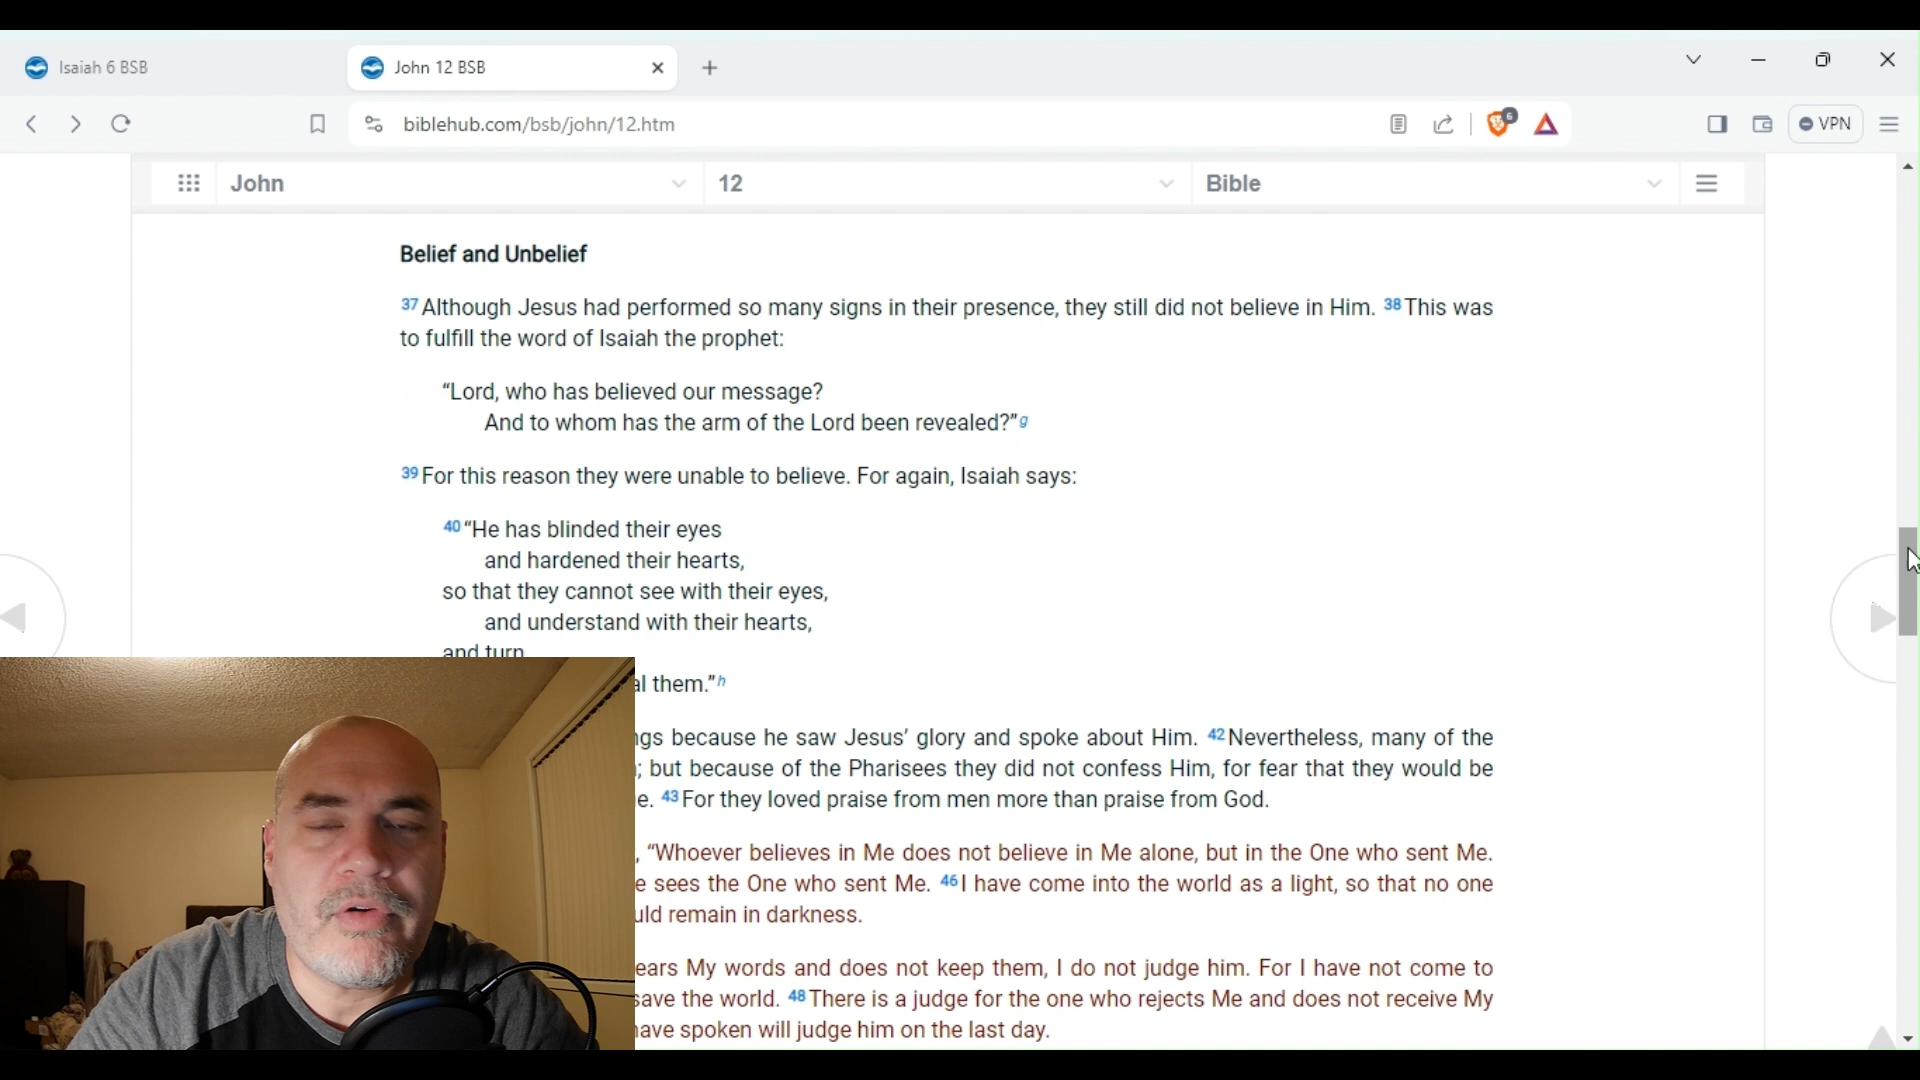 Isaiah 6 BSB
John 12 BSB
biblehub.com/bsb/john/12.htm
6
VPN
John
12
Bible
Belief and Unbelief
37 Although Jesus had performed so many signs in their presence, they still did not believe in Him. 38 This was
to fulfill the word of Isaiah the prophet:
“Lord, who has believed our message?
And to whom has the arm of the Lord been revealed?” g
39 For this reason they were unable to believe. For again, Isaiah says:
40 “He has blinded their eyes
and hardened their hearts,
so that they cannot see with their eyes,
and understand with their hearts,
and turn
them.” h
because he saw Jesus’ glory and spoke about Him. 42 Nevertheless, many of the
; but because of the Pharisees they did not confess Him, for fear that they would be
43 For they loved praise from men more than praise from God.
, “Whoever believes in Me does not believe in Me alone, but in the One who sent Me.
sees the One who sent Me. 46 I have come into the world as a light, so that no one
remain in darkness.
My words and does not keep them, I do not judge him. For I have not come to
save the world. 48 There is a judge for the one who rejects Me and does not receive My
have spoken will judge him on the last day.